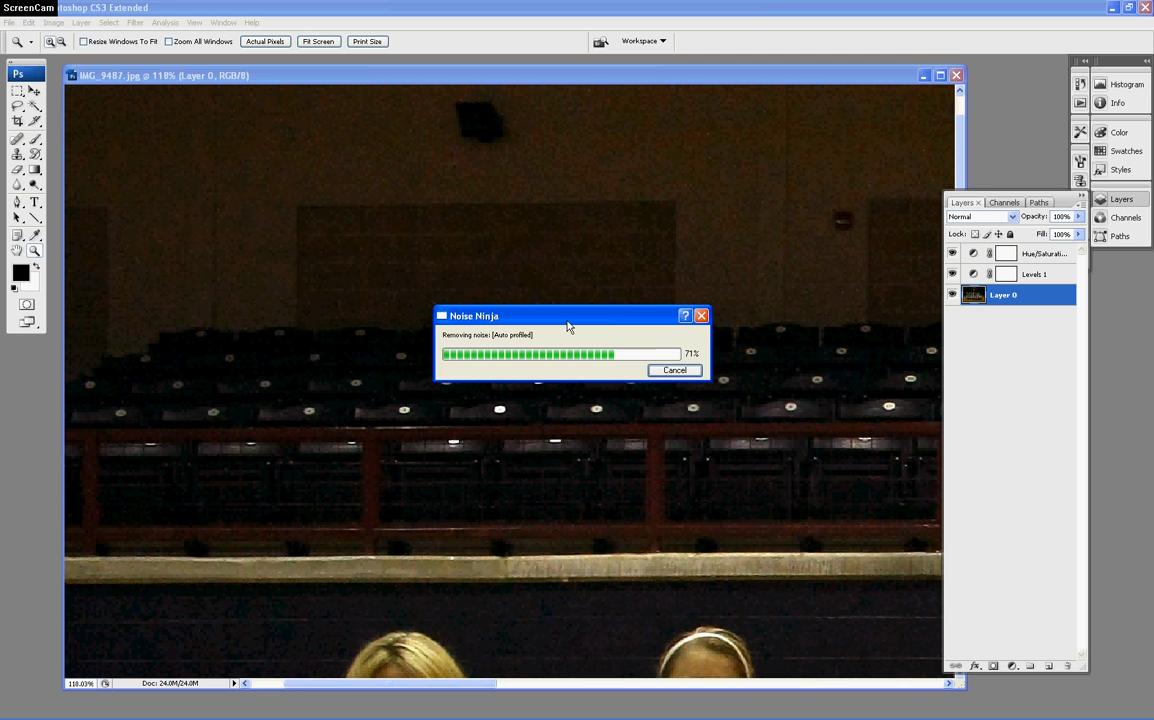 ScreenCam
toshop CS3 Extended
File Edit Image Layer Select Filter Analysis View Window Help
Resize Windows To Fit Zoom All Windows Actual Pixels Fit Screen Print Size Workspace
Ps
IMG_9487.jpg @ 118% (Layer 0, RGB/8)
Histogram
Info
Color
Swatches
Styles
Layers
Channels
Paths
Layers Channels Paths
Normal Opacity: 100%
Lock: Fill: 100%
Hue/Saturati...
Levels 1
Layer 0
Noise Ninja
Removing noise: [Auto profiled]
71%
Cancel
118.03% Doc: 24.0M/24.0M